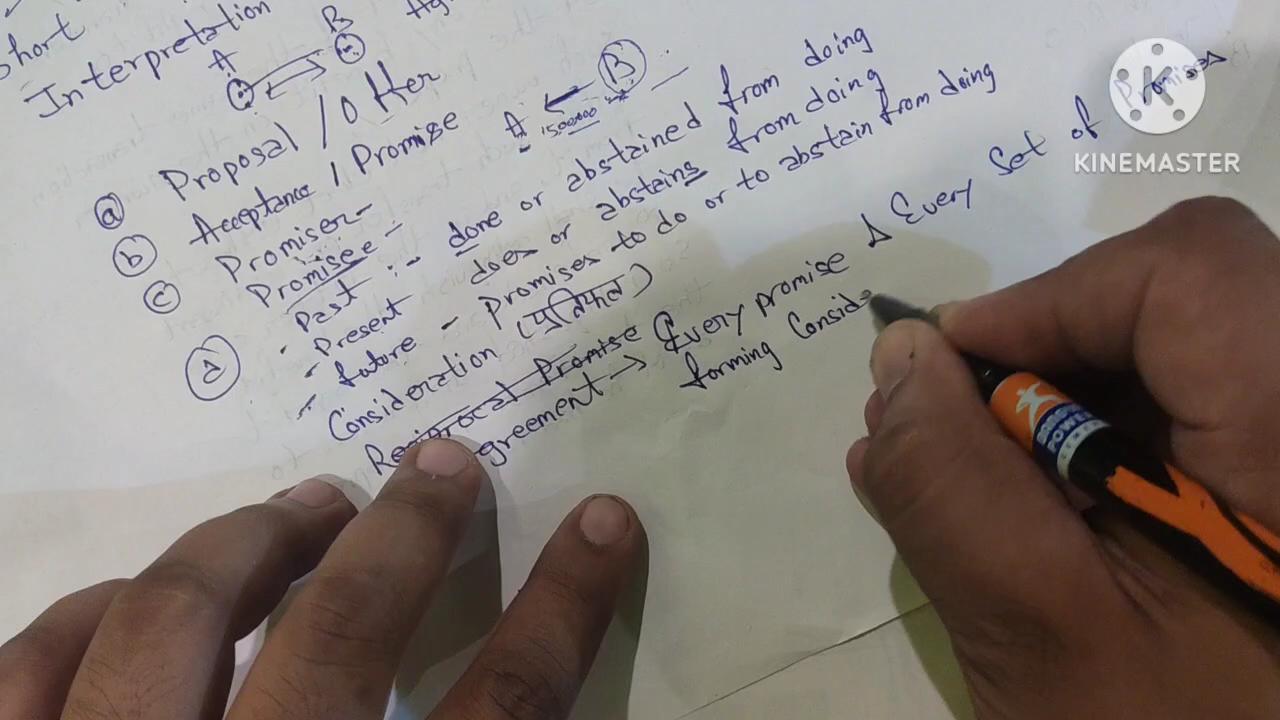 Short
Interpretation
A B
(a) Proposal / Offer
(b) Acceptance / Promise
A ← B
1500000
(c) Promiser -
Promisee -
(d) Past :- done or abstained from doing
- Present does or abstains from doing
- future - Promises to do or to abstain from doing
Consideration (प्रतिफल)
Reciprocal Promise
agreement → Every promise & Every Set of Promises
forming Consid
KINEMASTER